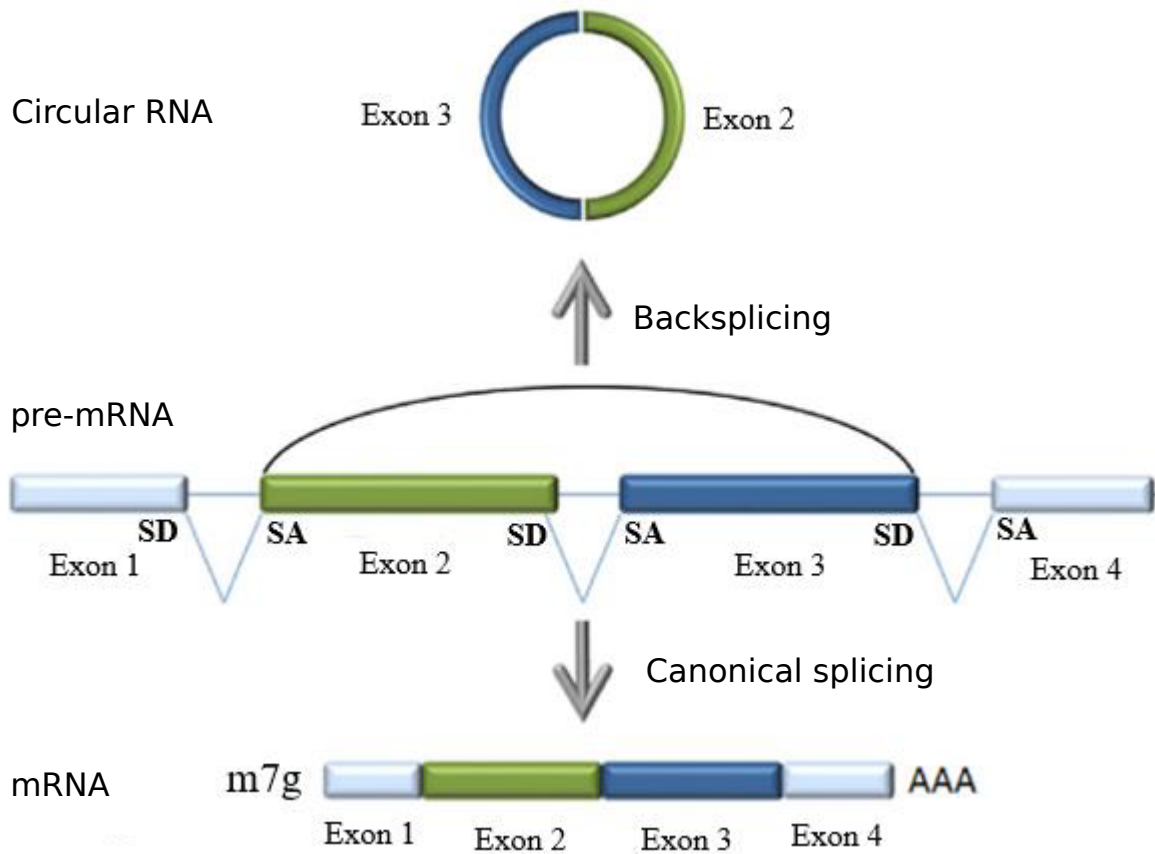 Circular RNA
Exon 3
Exon 2
Backsplicing
pre-mRNA
SD
SA
SD
SA
SD
SA
Exon 1
Exon 2
Exon 3
Exon 4
Canonical splicing
mRNA
m7g
AAA
Exon 1
Exon 2
Exon 3
Exon 4